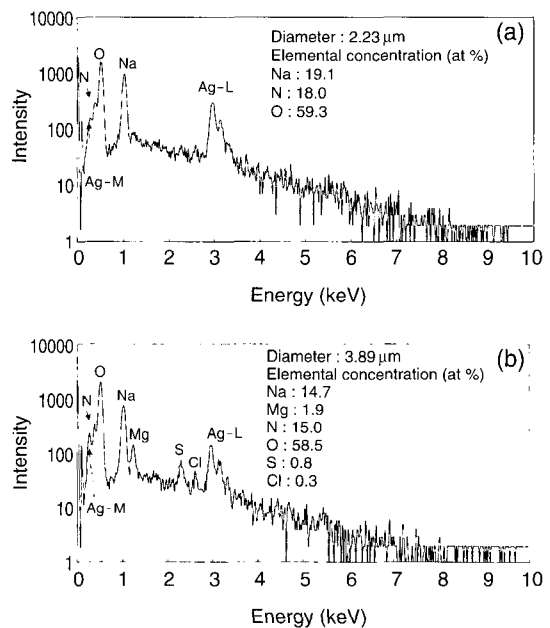 (a)
Diameter : 2.23 μm
Elemental concentration (at %)
Na : 19.1
N : 18.0
O : 59.3
10000
1000
100
10
1
Intensity
N
O
Na
Ag-L
Ag-M
0 1 2 3 4 5 6 7 8 9 10
Energy (keV)
(b)
Diameter : 3.89 μm
Elemental concentration (at %)
Na : 14.7
Mg : 1.9
N : 15.0
O : 58.5
S : 0.8
Cl : 0.3
10000
1000
100
10
1
Intensity
N
O
Na
Mg
S
Cl
Ag-L
Ag-M
0 1 2 3 4 5 6 7 8 9 10
Energy (keV)